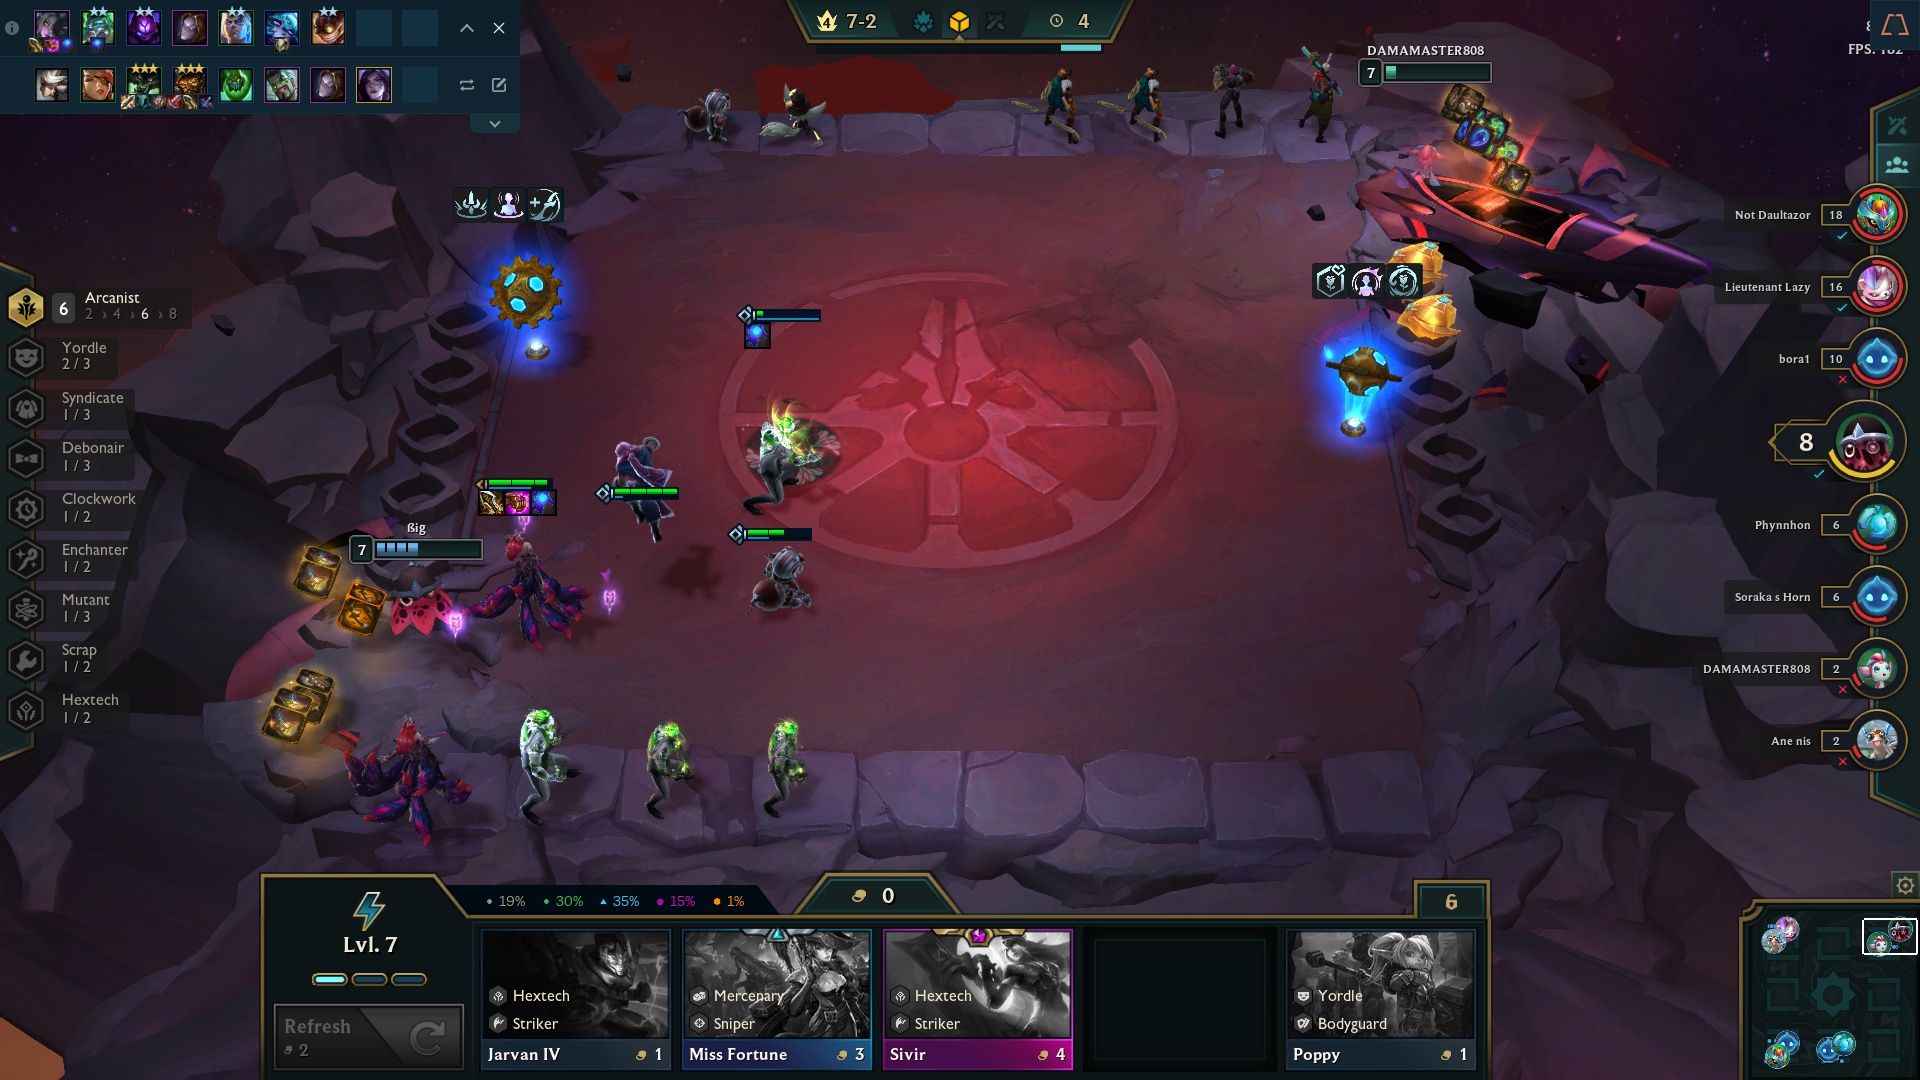 4
7-2
4
FPS: 182
DAMAMASTER808
7
Not Daultazor
18
Lieutenant Lazy
16
bora1
10
8
Phynnhon
6
Soraka s Horn
6
DAMAMASTER808
2
Ane nis
2
6
Arcanist
2 › 4 › 6 › 8
Yordle
2 / 3
Syndicate
1 / 3
Debonair
1 / 3
Clockwork
1 / 2
Enchanter
1 / 2
Mutant
1 / 3
Scrap
1 / 2
Hextech
1 / 2
ßig
7
19%
30%
35%
15%
1%
0
6
Lvl. 7
Refresh
2
Hextech
Striker
Jarvan IV
1
Mercenary
Sniper
Miss Fortune
3
Hextech
Striker
Sivir
4
Yordle
Bodyguard
Poppy
1